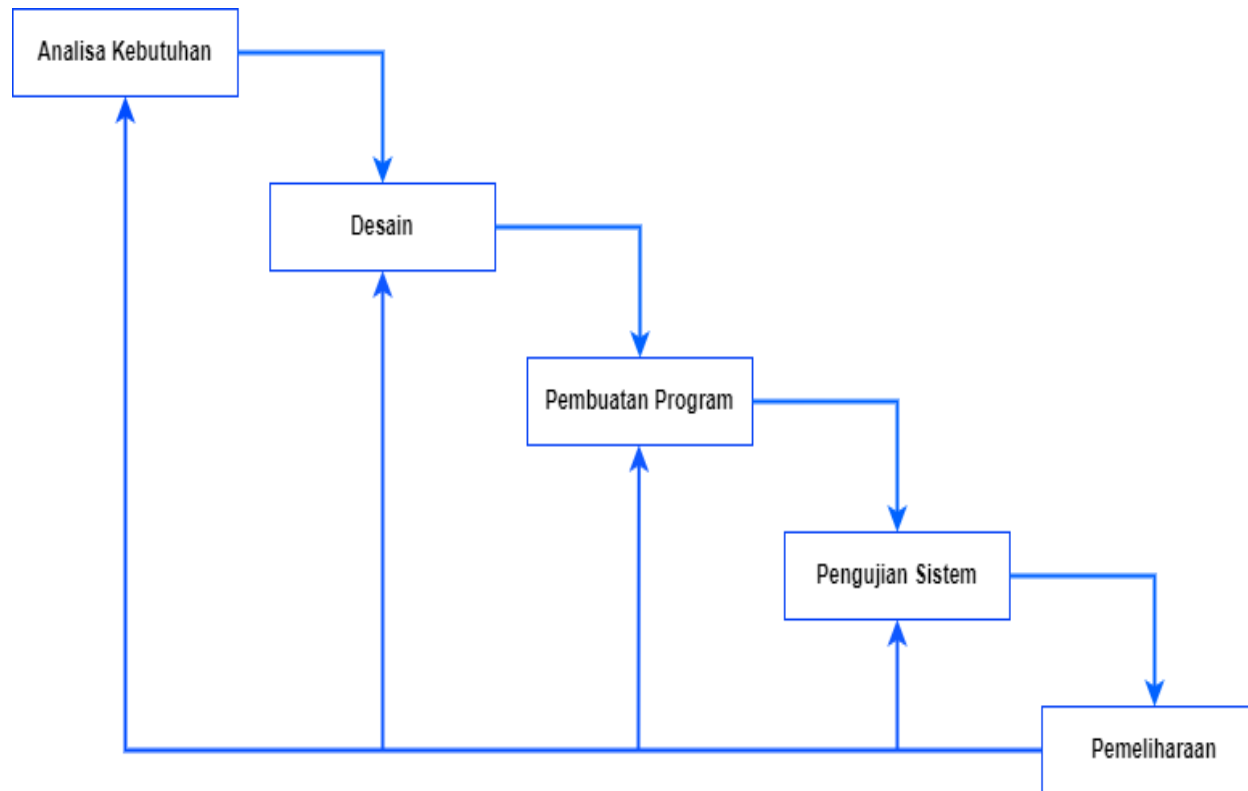 Analisa Kebutuhan
Desain
Pembuatan Program
Pengujian Sistem
Pemeliharaan